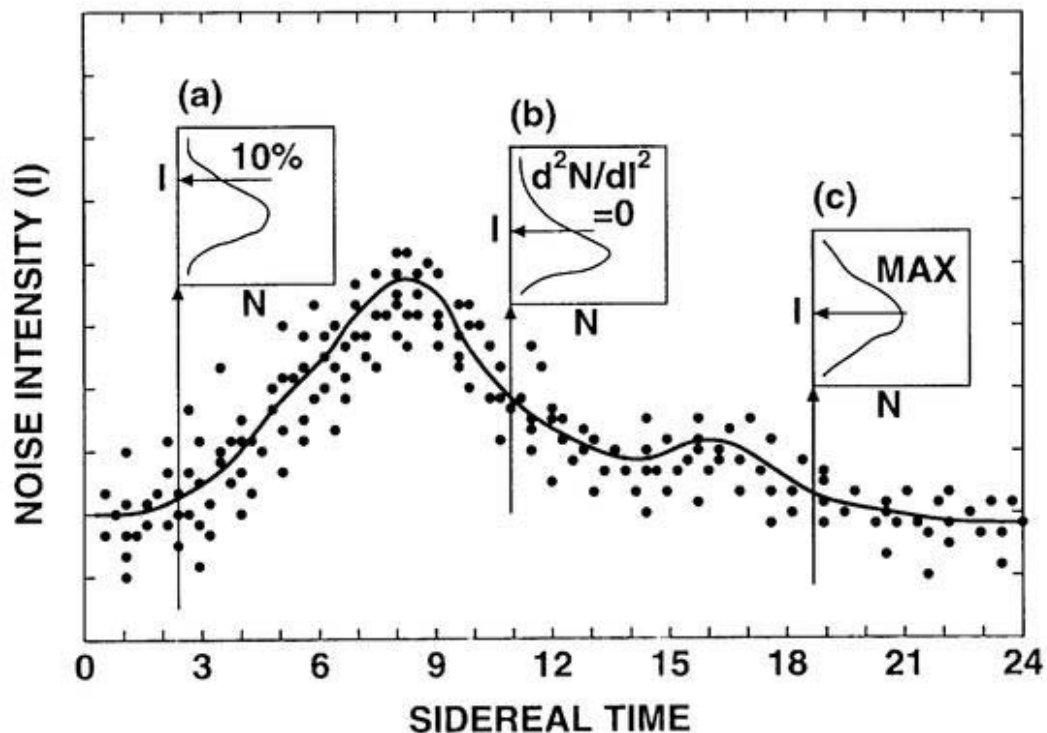 (a)
10%
I
N
(b)
d²N/dI²
=0
I
N
(c)
MAX
I
N
NOISE INTENSITY (I)
0 3 6 9 12 15 18 21 24
SIDEREAL TIME